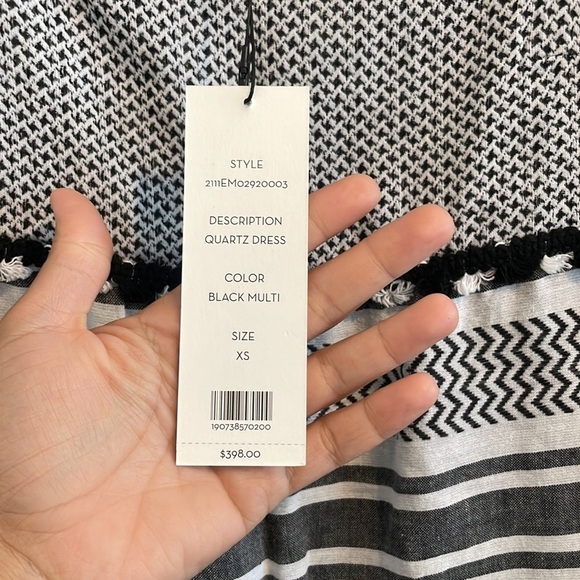 STYLE
2111EM02920003
DESCRIPTION
QUARTZ DRESS
COLOR
BLACK MULTI
SIZE
XS
190738570200
$398.00